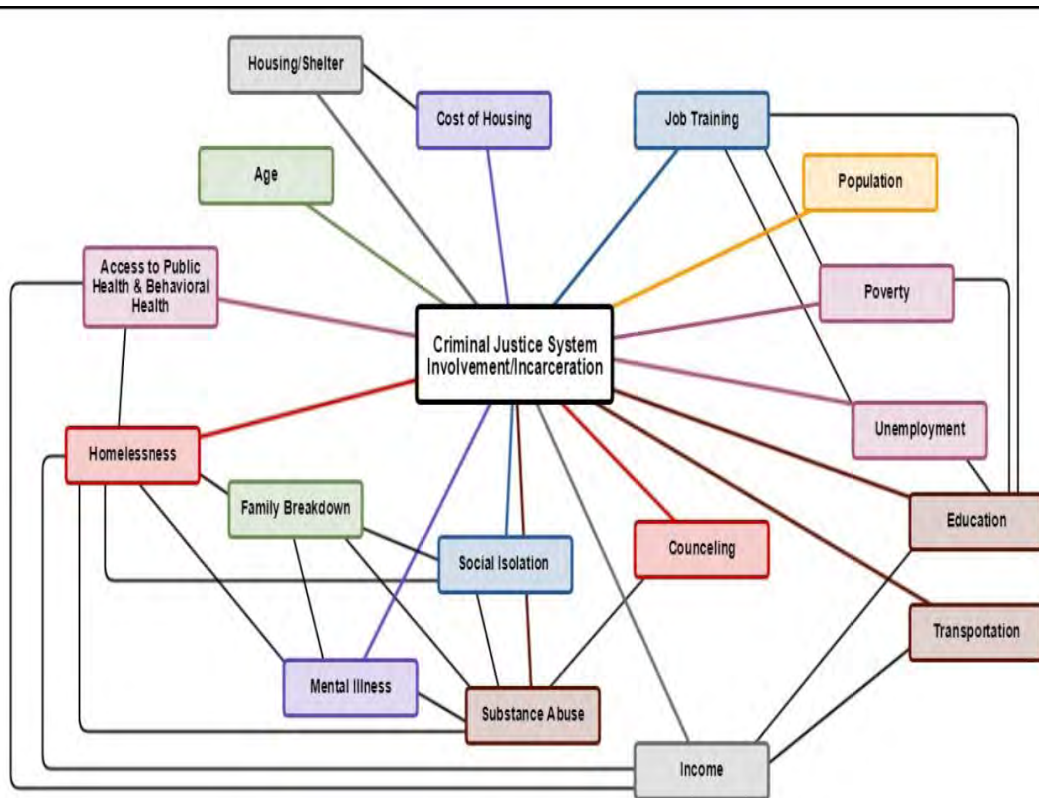 Housing/Shelter
Cost of Housing
Job Training
Age
Population
Access to Public
Health & Behavioral
Health
Poverty
Criminal Justice System
Involvement/Incarceration
Unemployment
Homelessness
Family Breakdown
Education
Social Isolation
Counceling
Transportation
Mental Illness
Substance Abuse
Income